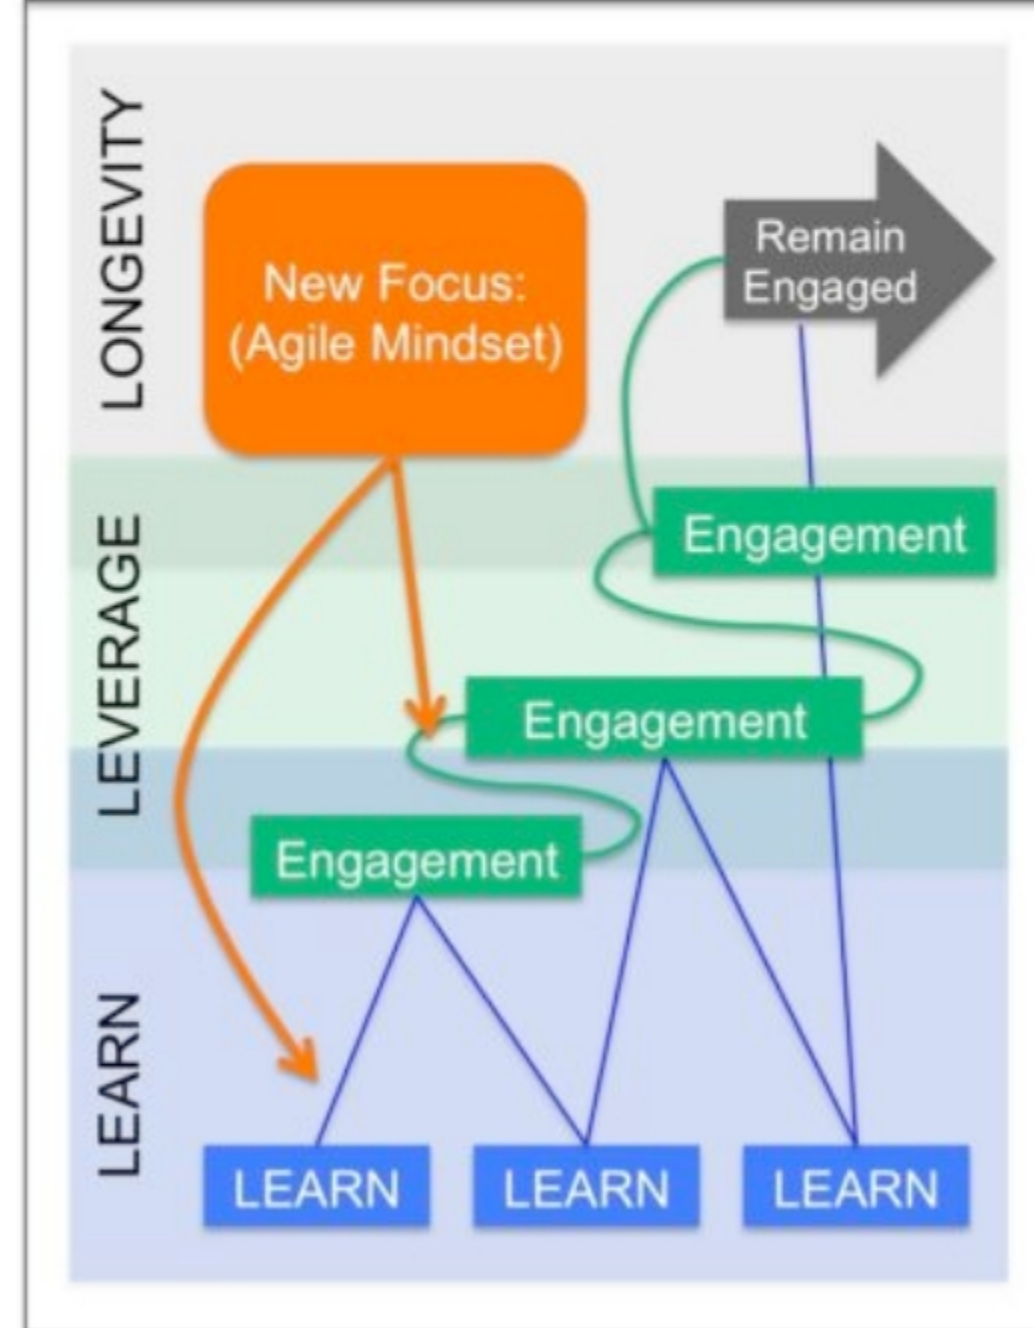 LONGEVITY
New Focus:
(Agile Mindset)
Remain
Engaged
LEVERAGE
Engagement
Engagement
Engagement
LEARN
LEARN
LEARN
LEARN